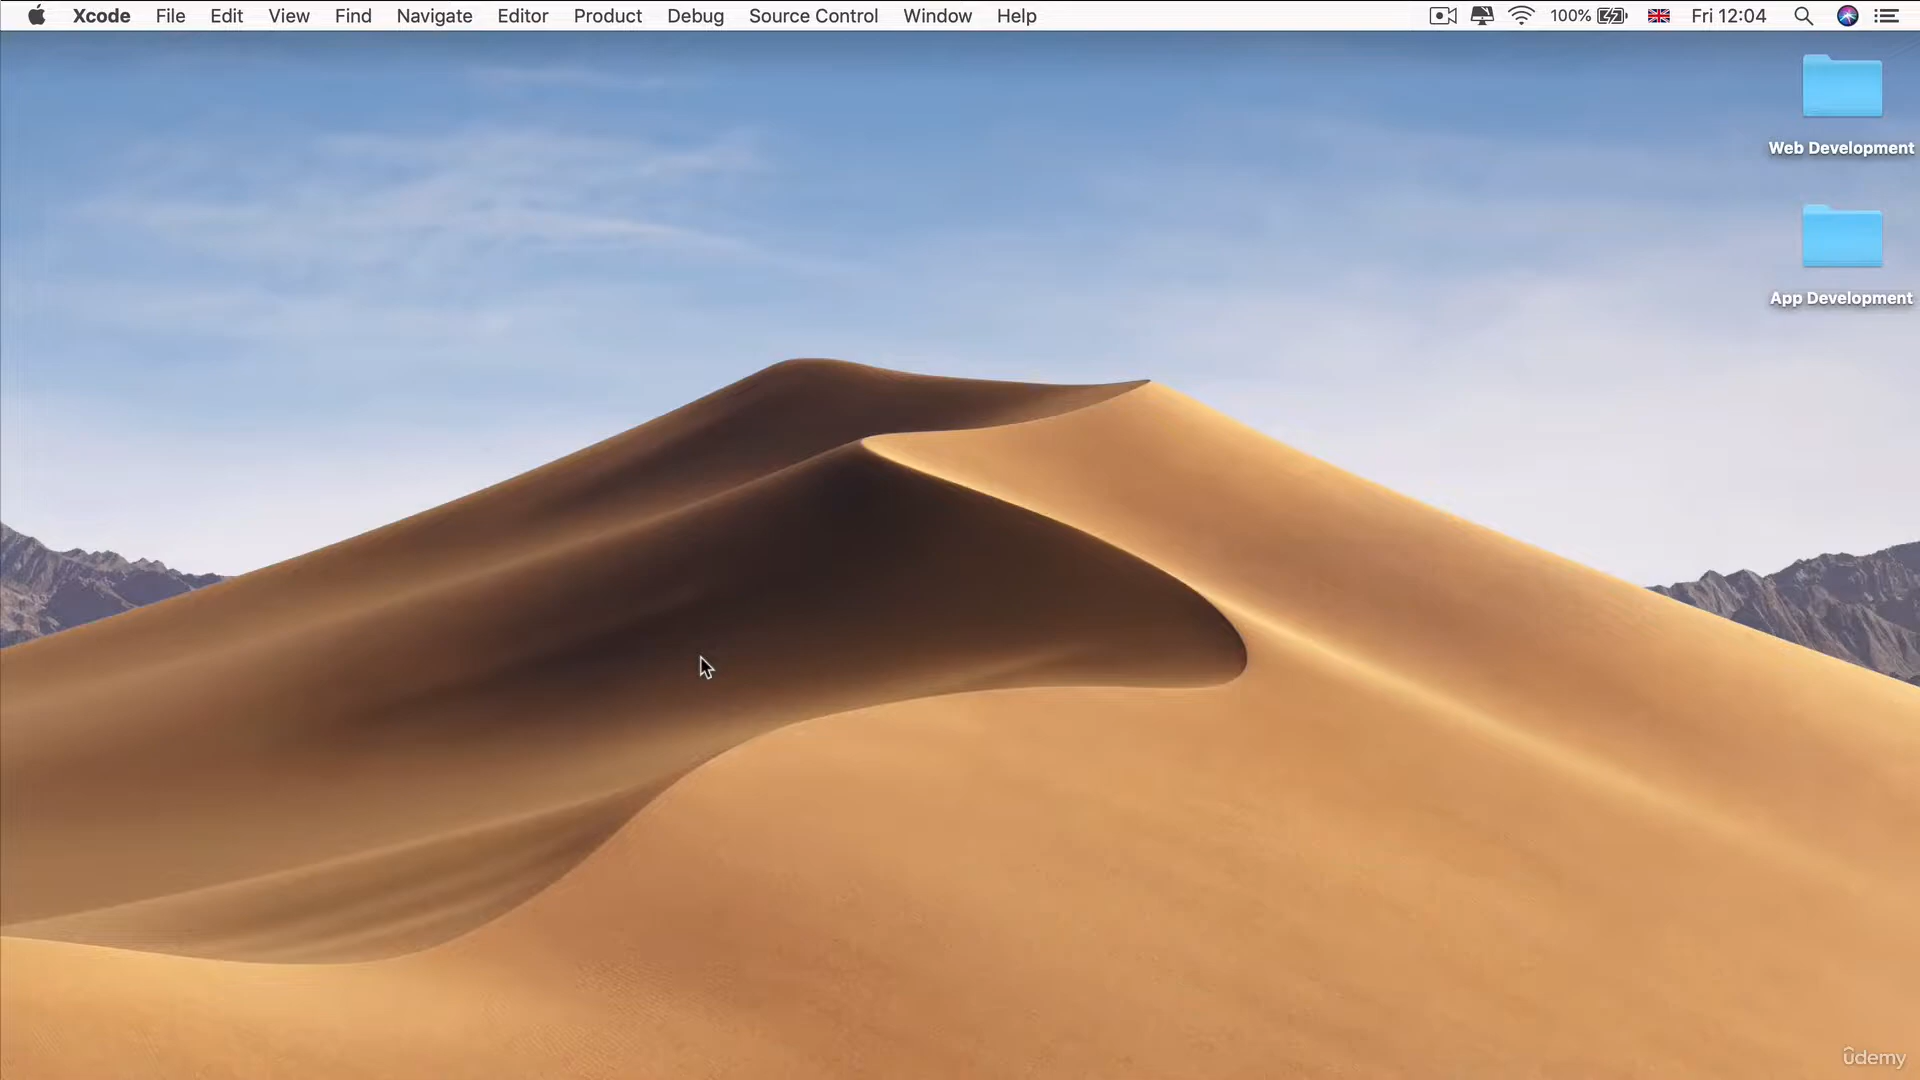 Xcode File Edit View Find Navigate Editor Product Debug Source Control Window Help 100% Fri 12:04
Web Development
App Development
ûdemy